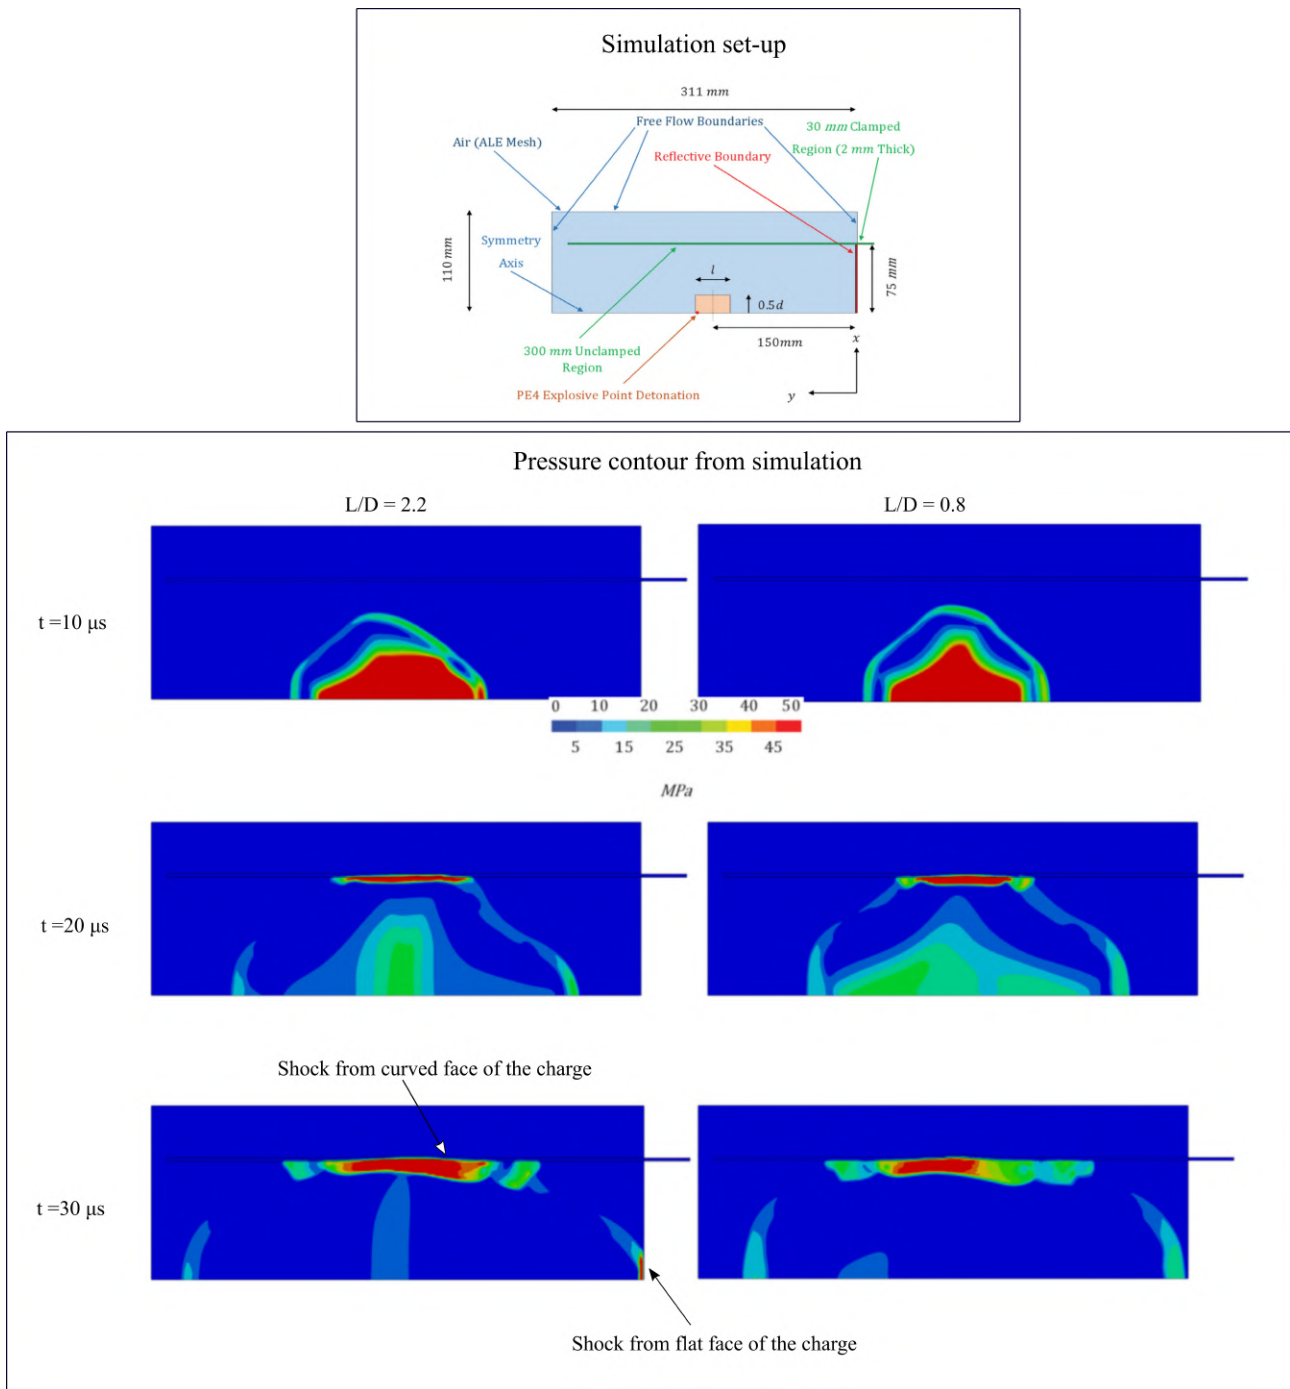 Simulation set-up
311 mm
Free Flow Boundaries
30 mm Clamped
Region (2 mm Thick)
Air (ALE Mesh)
Reflective Boundary
110 mm
Symmetry
Axis
l
0.5d
75 mm
150mm
x
300 mm Unclamped
Region
PE4 Explosive Point Detonation
y
Pressure contour from simulation
L/D = 2.2
L/D = 0.8
t =10 μs
0 10 20 30 40 50
5 15 25 35 45
MPa
t =20 μs
Shock from curved face of the charge
t =30 μs
Shock from flat face of the charge